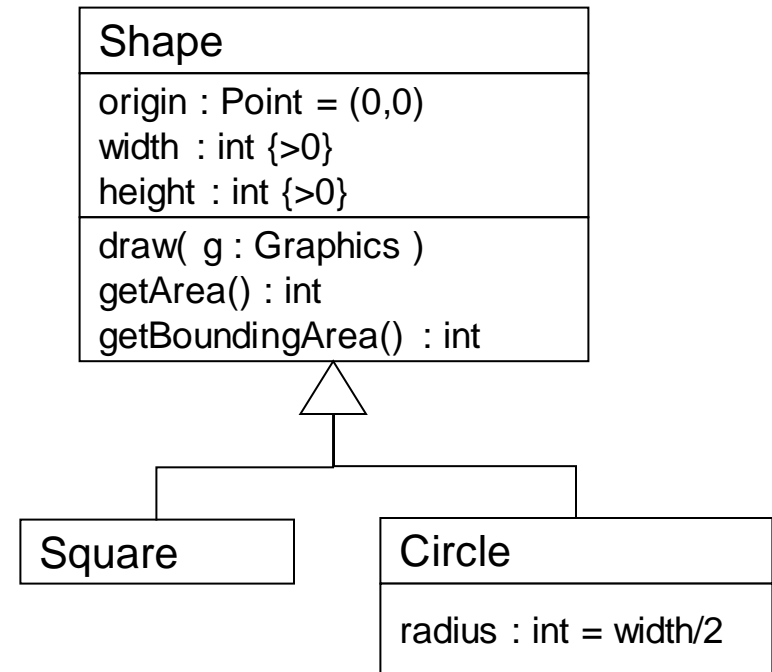 Shape
origin : Point = (0,0)
width : int {>0}
height : int {>0}
draw( g : Graphics )
getArea() : int
getBoundingArea() : int
Square
Circle
radius : int = width/2